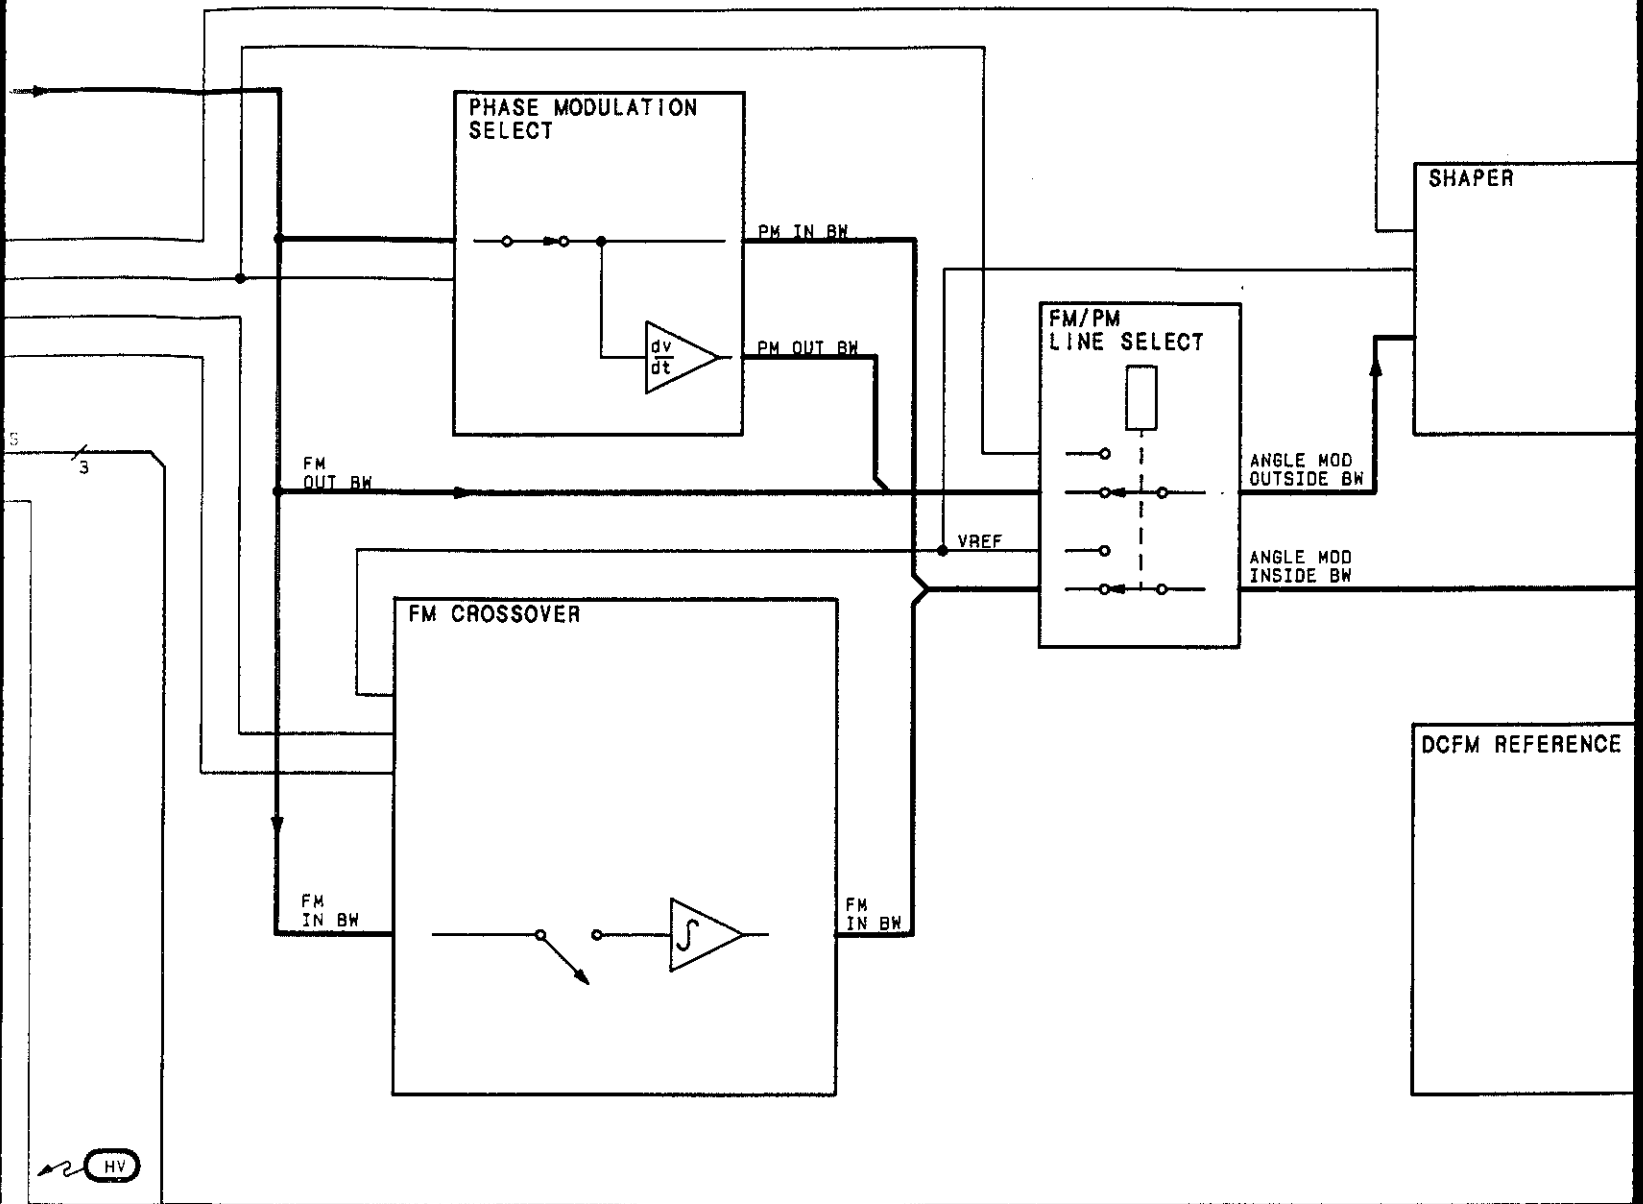 PHASE MODULATION
SELECT
dv
dt
PM IN BW
PM OUT BW
SHAPER
FM/PM
LINE SELECT
S
3
FM
OUT BW
ANGLE MOD
OUTSIDE BW
VREF
ANGLE MOD
INSIDE BW
FM CROSSOVER
DCFM REFERENCE
FM
IN BW
∫
FM
IN BW
HV